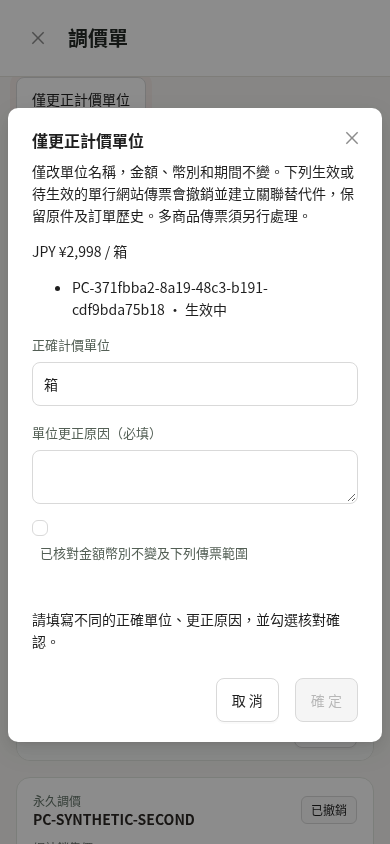 調價單
僅更正計價單位
僅更正計價單位
僅改單位名稱，金額、幣別和期間不變。下列生效或
待生效的單行網站傳票會撤銷並建立關聯替代件，保
留原件及訂單歷史。多商品傳票須另行處理。
JPY ¥2,998 / 箱
• PC-371fbba2-8a19-48c3-b191-
cdf9bda75b18 · 生效中
正確計價單位
箱
單位更正原因（必填）
已核對金額幣別不變及下列傳票範圍
請填寫不同的正確單位、更正原因，並勾選核對確
認。
取 消
確 定
永久調價
PC-SYNTHETIC-SECOND
已撤銷